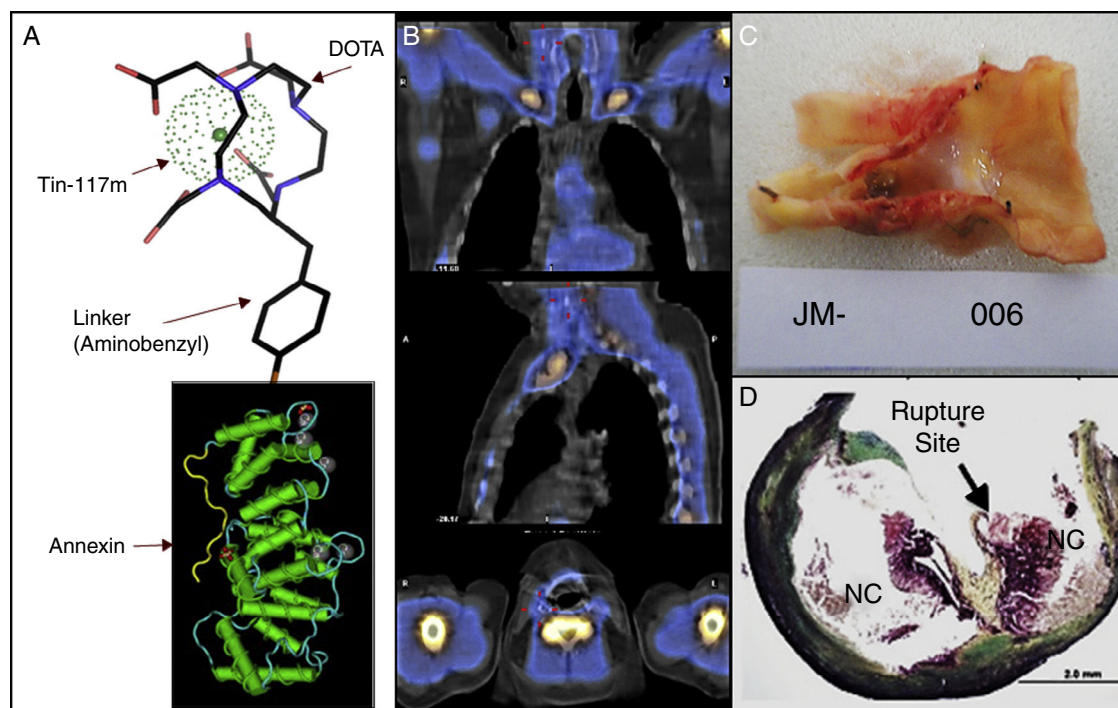 A
DOTA
Tin-117m
Linker
(Aminobenzyl)
Annexin
B
R
L
A
P
R
L
C
JM- 006
D
Rupture
Site
NC
NC
2.0 mm